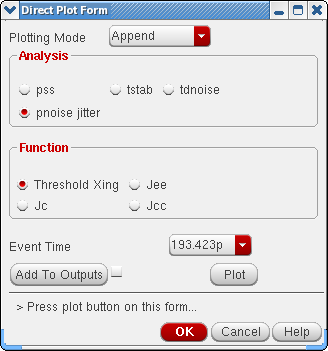 Direct Plot Form
Plotting Mode Append
Analysis
pss tstab tdnoise
pnoise jitter
Function
Threshold Xing Jee
Jc Jcc
Event Time 193.423p
Add To Outputs Plot
> Press plot button on this form...
OK Cancel Help